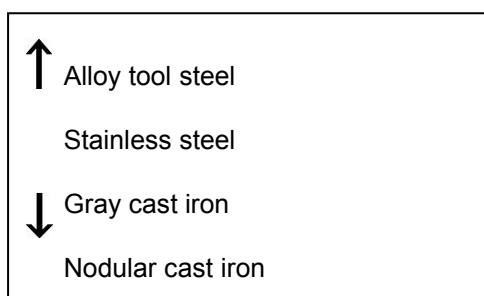 ↑ Alloy tool steel
Stainless steel
↓ Gray cast iron
Nodular cast iron